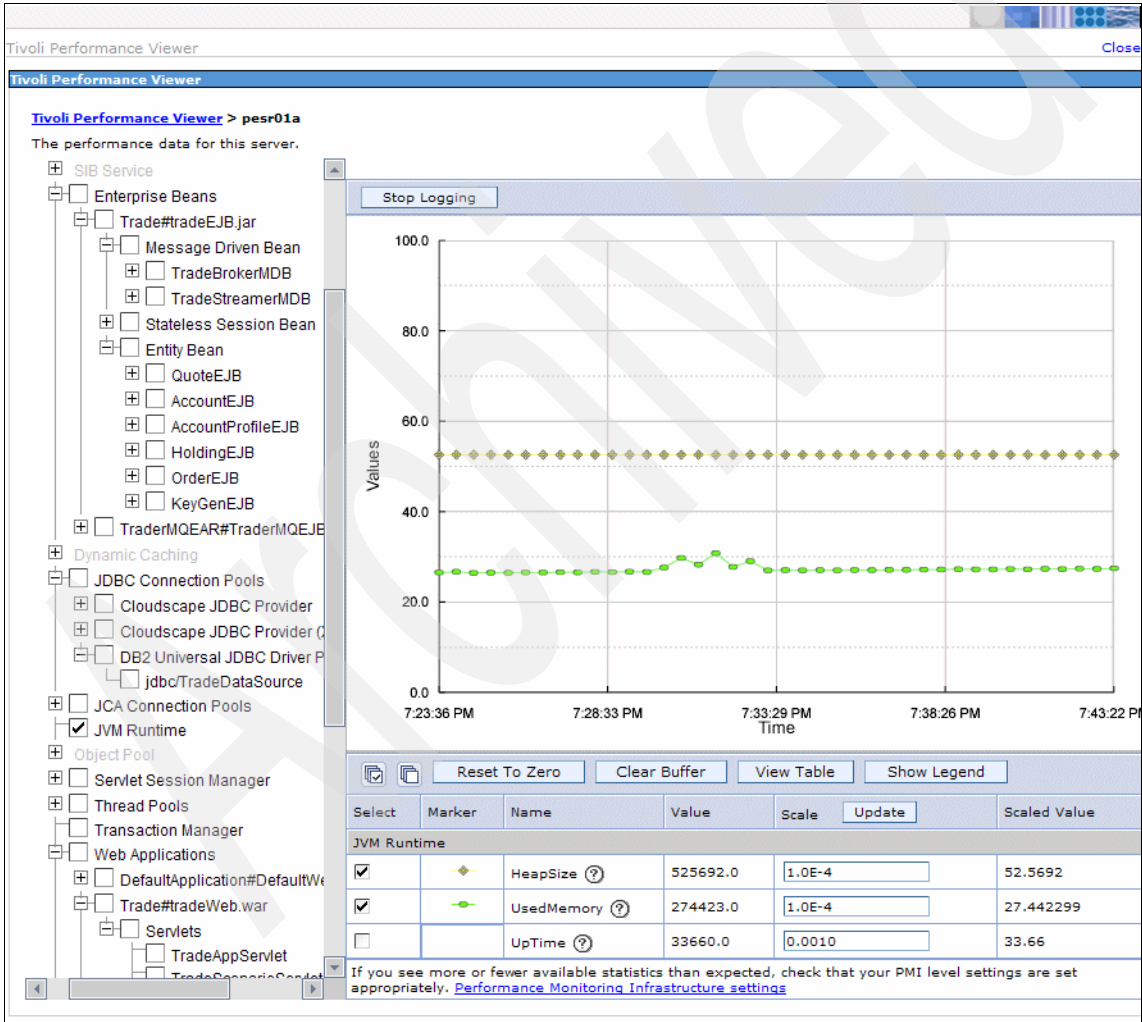 Tivoli Performance Viewer
Close
Tivoli Performance Viewer
Tivoli Performance Viewer > pesr01a
The performance data for this server.
SIB Service
Enterprise Beans
Trade#tradeEJB.jar
Message Driven Bean
TradeBrokerMDB
TradeStreamerMDB
Stateless Session Bean
Entity Bean
QuoteEJB
AccountEJB
AccountProfileEJB
HoldingEJB
OrderEJB
KeyGenEJB
TraderMQEAR#TraderMQEJB
Dynamic Caching
JDBC Connection Pools
Cloudscape JDBC Provider
Cloudscape JDBC Provider (X
DB2 Universal JDBC Driver P
jdbc/TradeDataSource
JCA Connection Pools
JVM Runtime
Object Pool
Servlet Session Manager
Thread Pools
Transaction Manager
Web Applications
DefaultApplication#DefaultWe
Trade#tradeWeb.war
Servlets
TradeAppServlet
TradeScenarioServlet
Stop Logging
100.0
80.0
60.0
40.0
20.0
0.0
Values
7:23:36 PM 7:28:33 PM 7:33:29 PM 7:38:26 PM 7:43:22 PM
Time
Reset To Zero Clear Buffer View Table Show Legend
Select Marker Name Value Scale Update Scaled Value
JVM Runtime
HeapSize ? 525692.0 1.0E-4 52.5692
UsedMemory ? 274423.0 1.0E-4 27.442299
UpTime ? 33660.0 0.0010 33.66
If you see more or fewer available statistics than expected, check that your PMI level settings are set
appropriately. Performance Monitoring Infrastructure settings
Archived